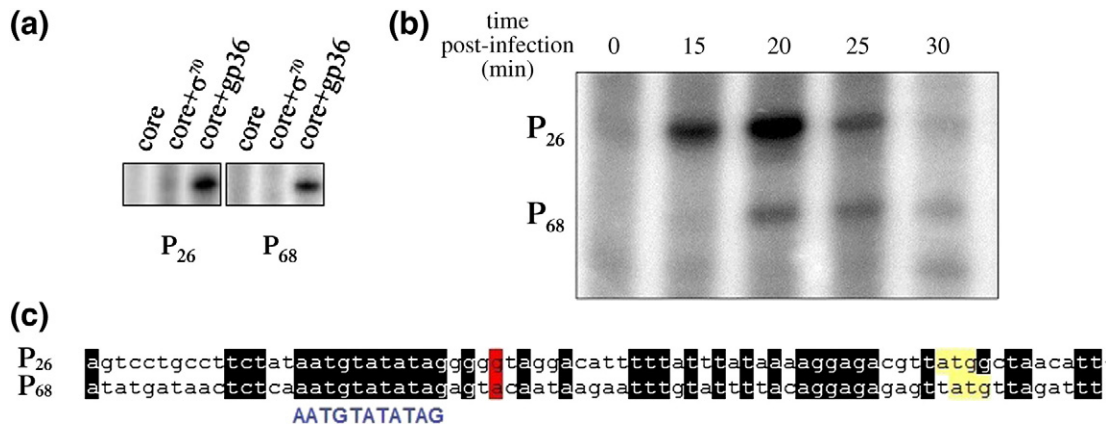 (a)
core
core+σ70
core+gp36
core
core+σ70
core+gp36
P26
P68
(b)
time
post-infection
(min)
0 15 20 25 30
P26
P68
(c)
P26 agtcctgccttctataatgtatataggggggtaggacatttttatttataaaaggagacgttatggctaacatt
P68 atatgataactctcaaatgtatatagagtacaataagaatttgtattttacaggagagagttatgttagattt
AATGTATATAG